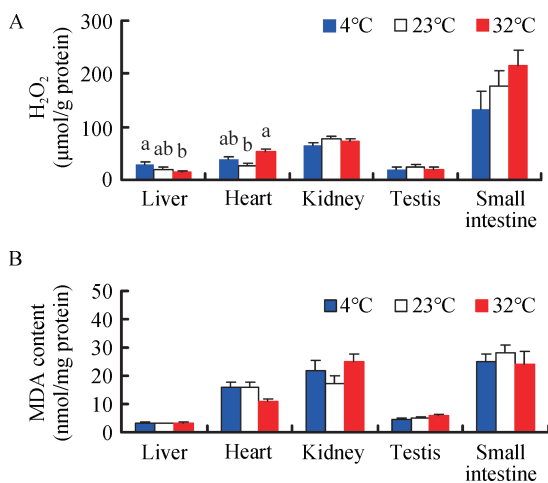 A
H₂O₂
(μmol/g protein)
300
200
100
0
4°C 23°C 32°C
a ab b
ab b a
Liver Heart Kidney Testis Small
intestine
B
MDA content
(nmol/mg protein)
50
40
30
20
10
0
4°C 23°C 32°C
Liver Heart Kidney Testis Small
intestine